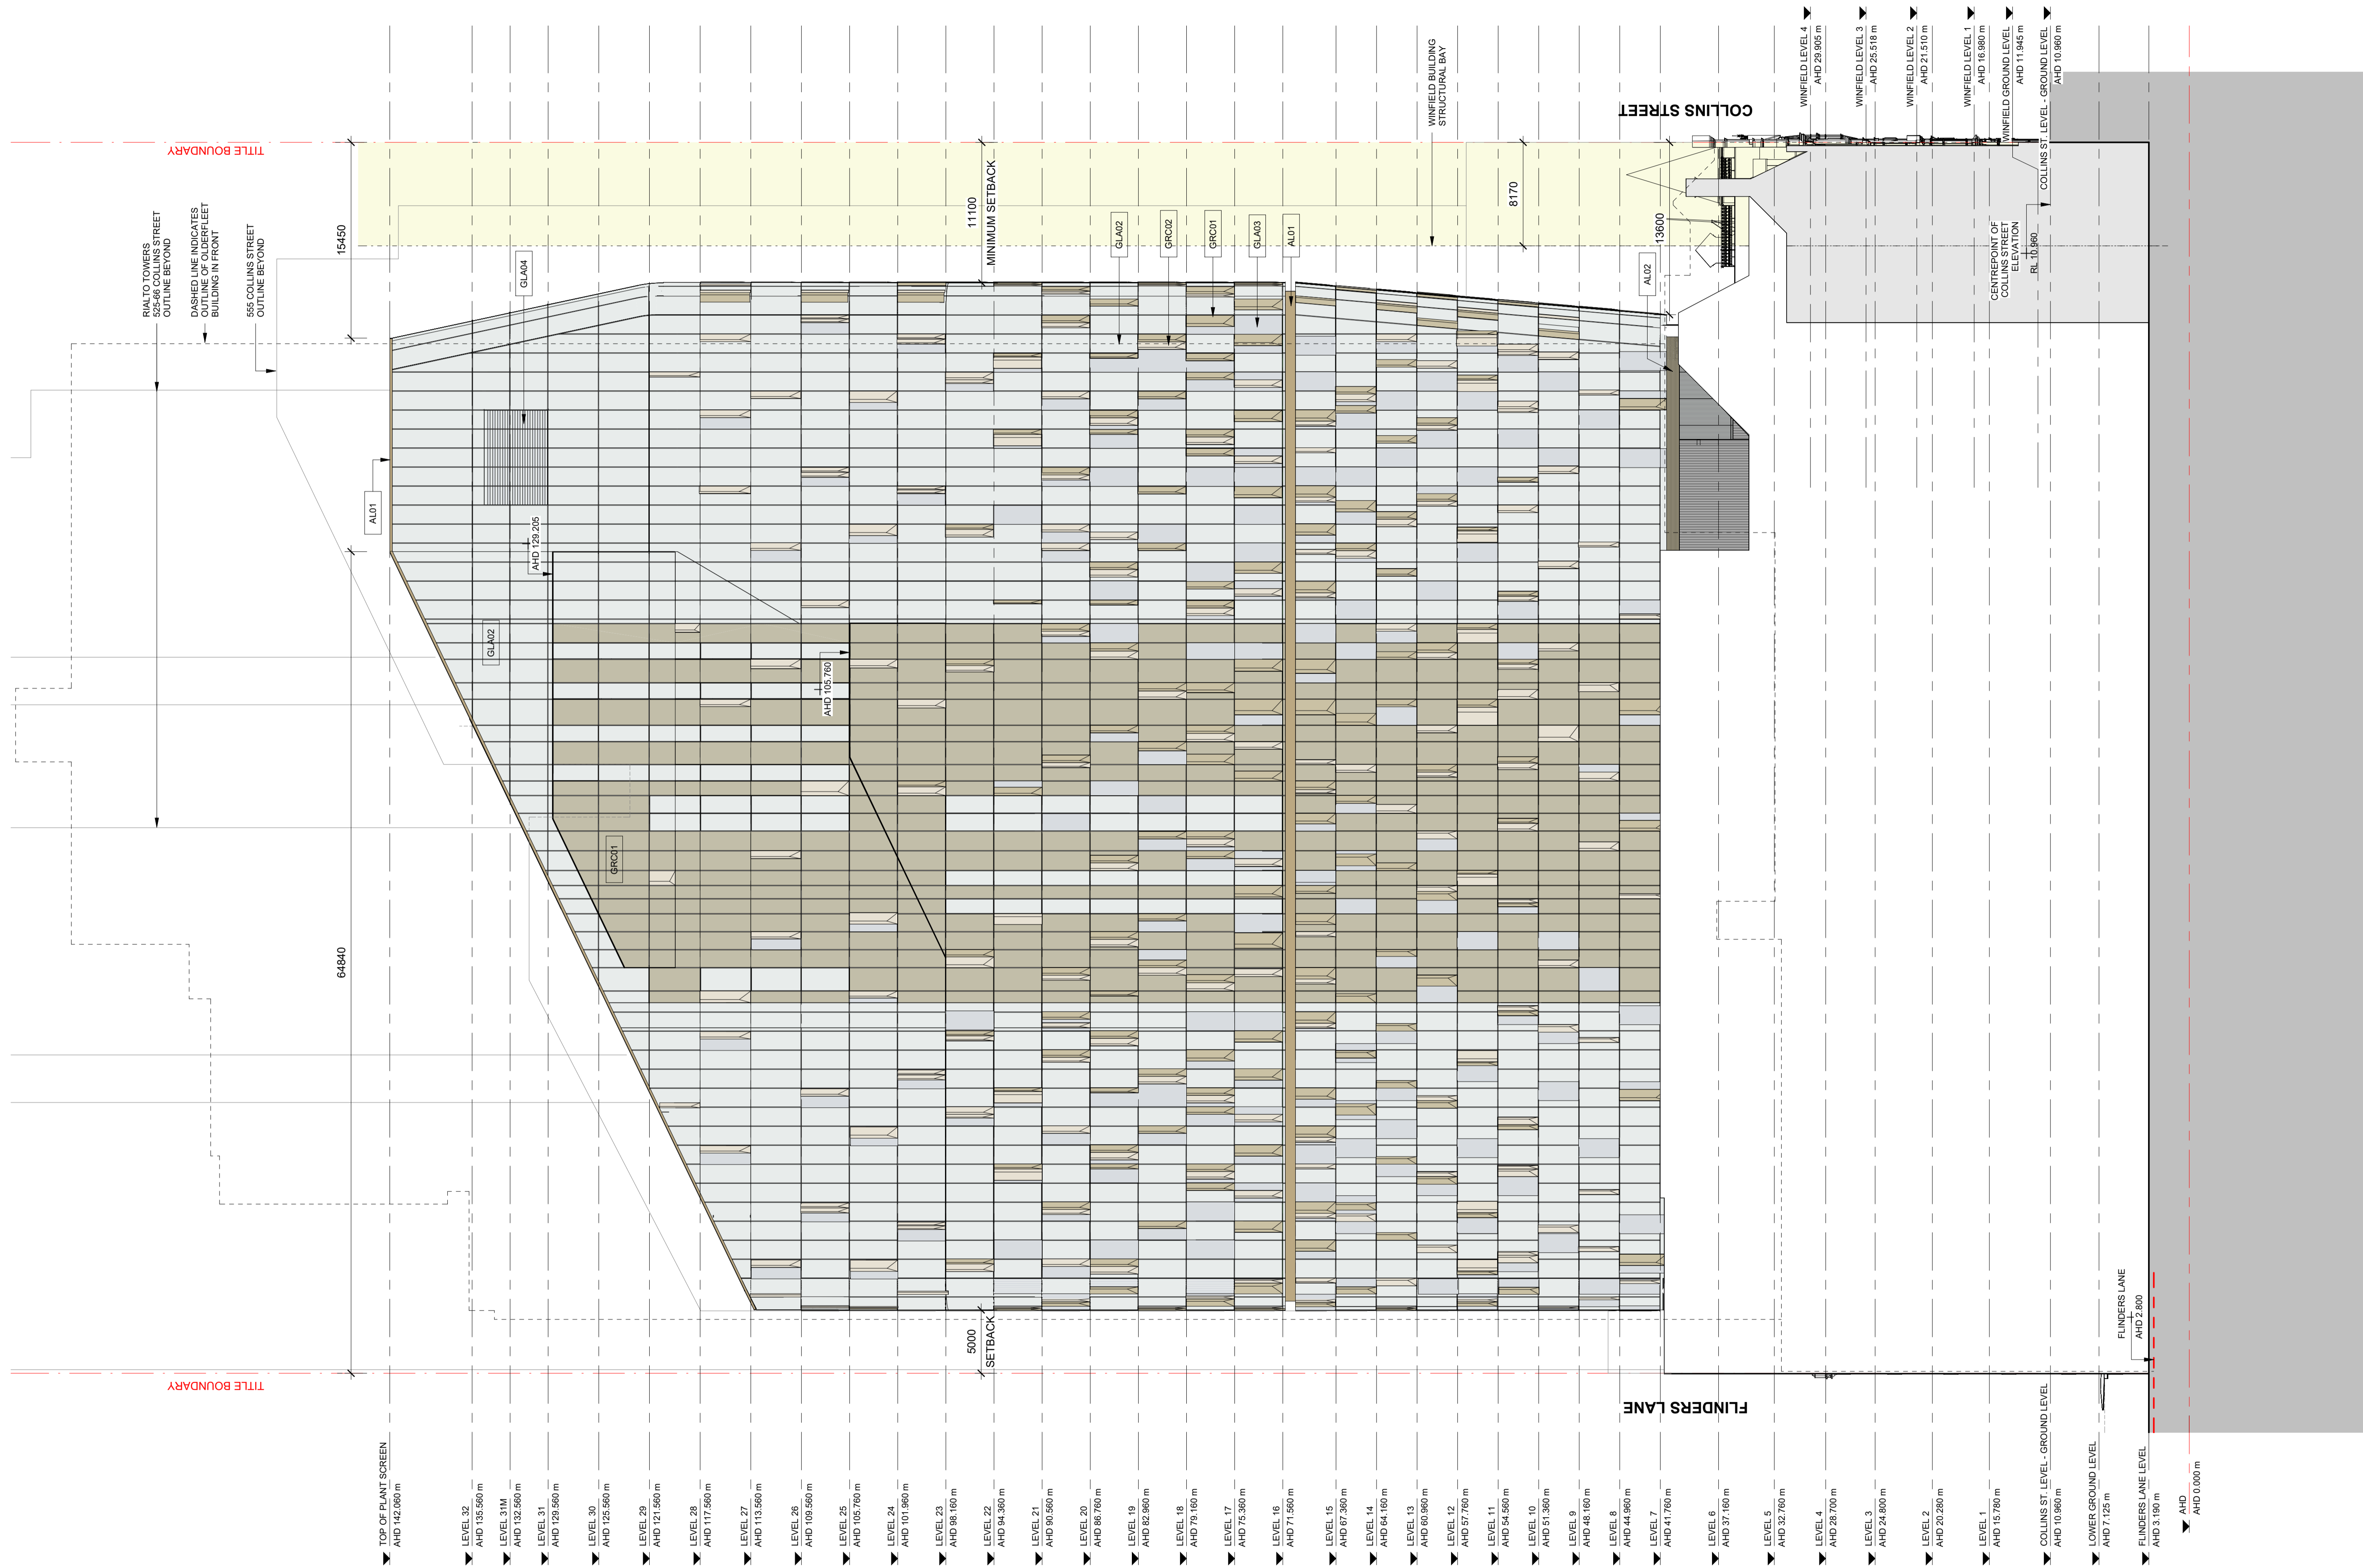 RIALTO TOWERS
525-66 COLLINS STREET
OUTLINE BEYOND
DASHED LINE INDICATES
OUTLINE OF OLDERFLEET
BUILDING IN FRONT
555 COLLINS STREET
OUTLINE BEYOND
TITLE BOUNDARY
15450
11100
MINIMUM SETBACK
WINFIELD BUILDING
STRUCTURAL BAY
8170
13600
COLLINS STREET
WINFIELD LEVEL 4
AHD 29.905 m
WINFIELD LEVEL 3
AHD 25.518 m
WINFIELD LEVEL 2
AHD 21.510 m
WINFIELD LEVEL 1
AHD 16.980 m
WINFIELD GROUND LEVEL
AHD 11.945 m
COLLINS ST. LEVEL - GROUND LEVEL
AHD 10.960 m
CENTREPOINT OF
COLLINS STREET
ELEVATION
RL 10.960
GLA04
GLA02
GRC02
GRC01
GLA03
AL01
AL02
AL01
AHD 129.205
GLA02
AHD 105.760
GRC01
64840
5000
SETBACK
TITLE BOUNDARY
FLINDERS LANE
FLINDERS LANE
AHD 2.800
TOP OF PLANT SCREEN
AHD 142.060 m
LEVEL 32
AHD 135.560 m
LEVEL 31M
AHD 132.560 m
LEVEL 31
AHD 129.560 m
LEVEL 30
AHD 125.560 m
LEVEL 29
AHD 121.560 m
LEVEL 28
AHD 117.560 m
LEVEL 27
AHD 113.560 m
LEVEL 26
AHD 109.560 m
LEVEL 25
AHD 105.760 m
LEVEL 24
AHD 101.960 m
LEVEL 23
AHD 98.160 m
LEVEL 22
AHD 94.360 m
LEVEL 21
AHD 90.560 m
LEVEL 20
AHD 86.760 m
LEVEL 19
AHD 82.960 m
LEVEL 18
AHD 79.160 m
LEVEL 17
AHD 75.360 m
LEVEL 16
AHD 71.560 m
LEVEL 15
AHD 67.360 m
LEVEL 14
AHD 64.160 m
LEVEL 13
AHD 60.960 m
LEVEL 12
AHD 57.760 m
LEVEL 11
AHD 54.560 m
LEVEL 10
AHD 51.360 m
LEVEL 9
AHD 48.160 m
LEVEL 8
AHD 44.960 m
LEVEL 7
AHD 41.760 m
LEVEL 6
AHD 37.160 m
LEVEL 5
AHD 32.760 m
LEVEL 4
AHD 28.700 m
LEVEL 3
AHD 24.800 m
LEVEL 2
AHD 20.280 m
LEVEL 1
AHD 15.780 m
COLLINS ST. LEVEL - GROUND LEVEL
AHD 10.960 m
LOWER GROUND LEVEL
AHD 7.125 m
FLINDERS LANE LEVEL
AHD 3.190 m
AHD
AHD 0.000 m